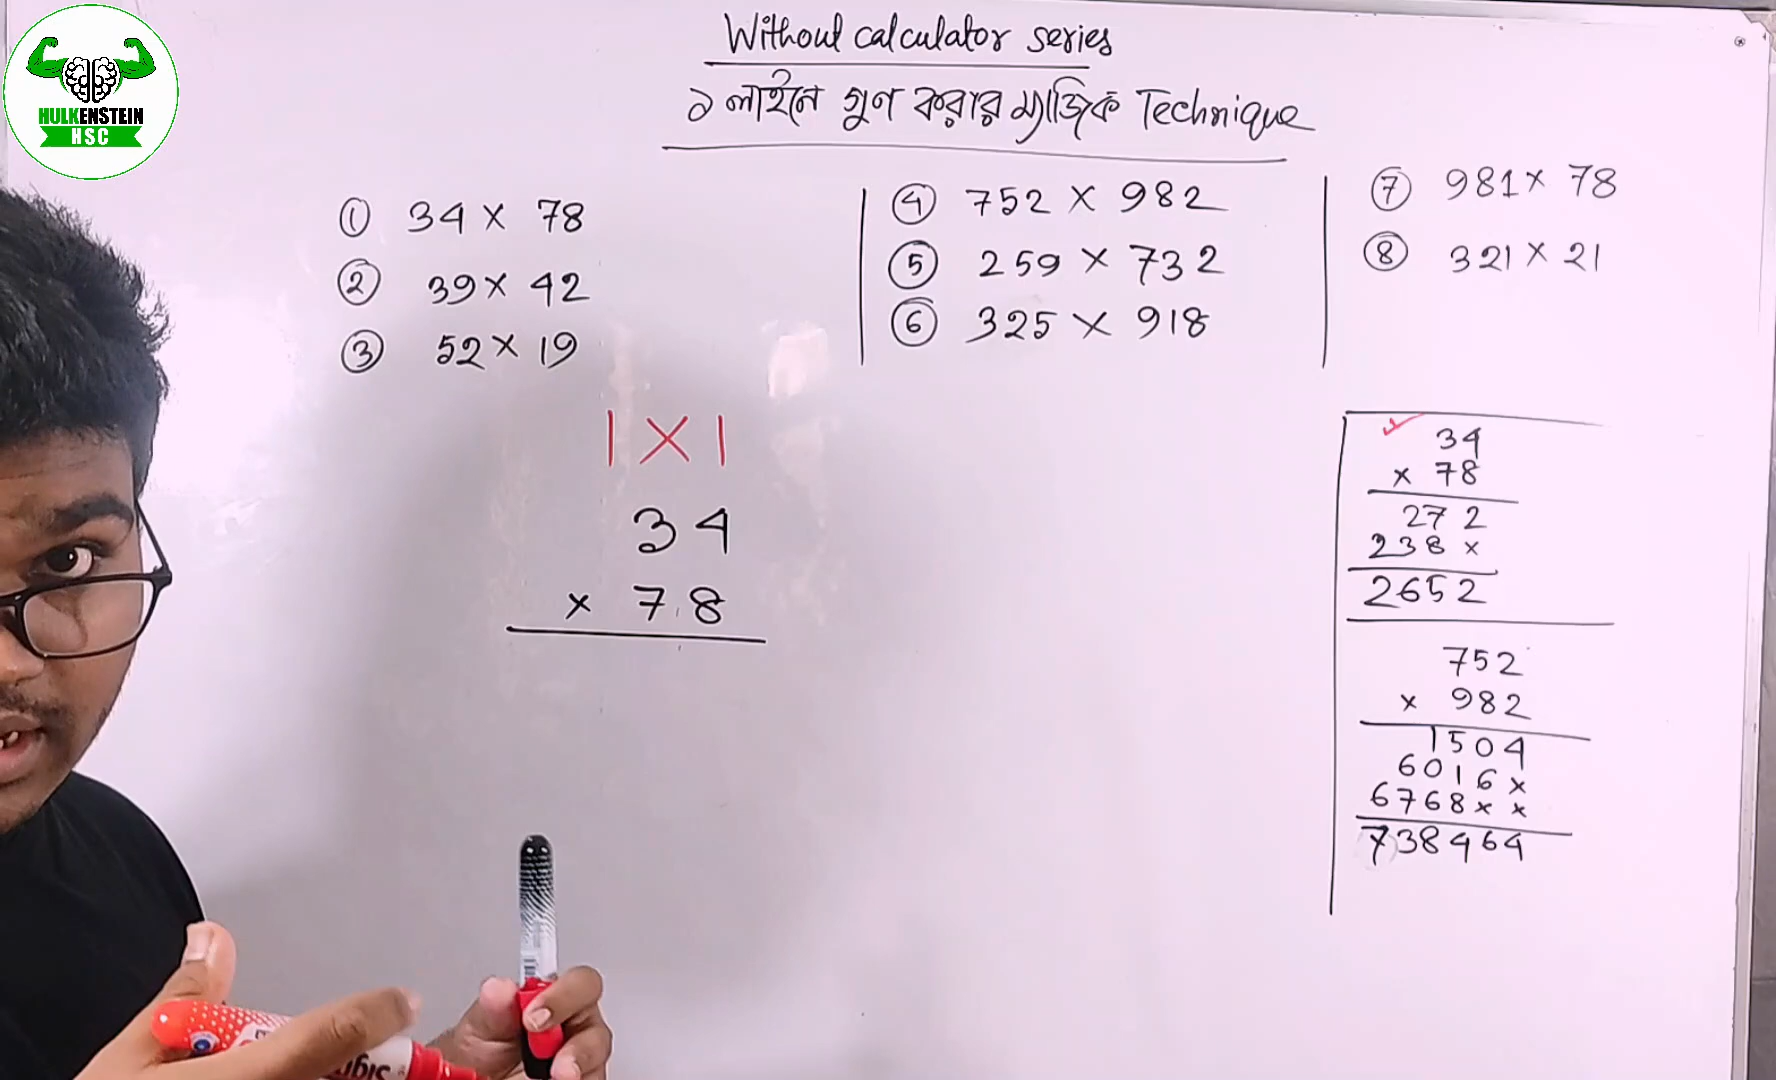 HULKENSTEIN
HSC
Without calculator series
১ লাইনে গুণ করার ম্যাজিক Technique
① 34 × 78
② 39 × 42
③ 52 × 19
④ 752 × 982
⑤ 259 × 732
⑥ 325 × 918
⑦ 981 × 78
⑧ 321 × 21
| × |
34
× 78
34
× 78
272
238 ×
2652
752
× 982
1504
6016 ×
6768 × ×
738464